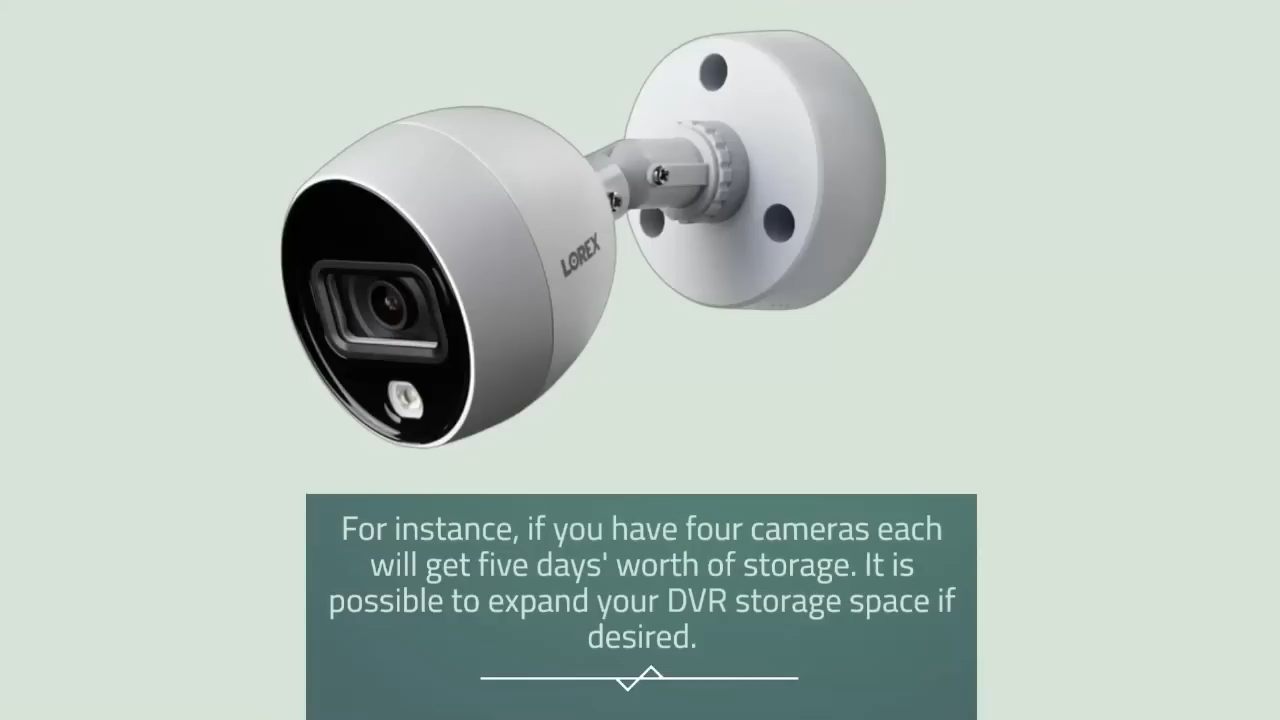 LOREX
For instance, if you have four cameras each
will get five days' worth of storage. It is
possible to expand your DVR storage space if
desired.